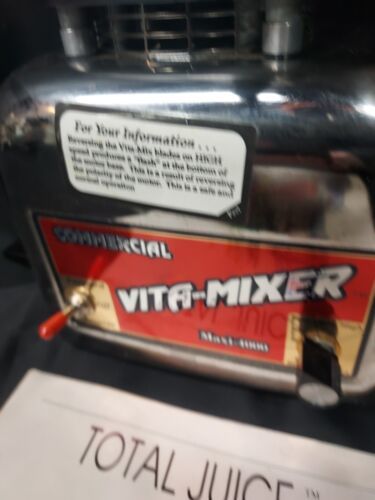 For Your Information . . .
Reversing the Vita-Mix blades on HIGH
speed produces a "flash" at the bottom of
the motor base. This is a result of reversing
the polarity of the motor. This is a safe and
normal operation
COMMERCIAL
VITA-MIXER
Maxi-4000
TOTAL JUICE ™